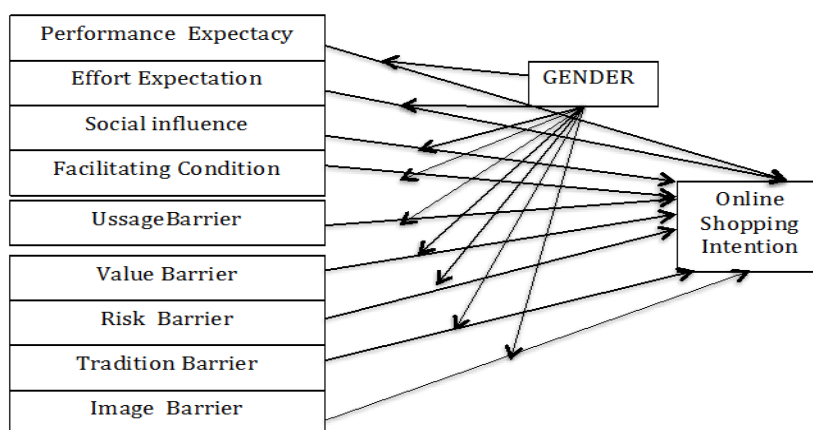 Performance Expectacy
Effort Expectation
Social influence
Facilitating Condition
UssageBarrier
Value Barrier
Risk Barrier
Tradition Barrier
Image Barrier
GENDER
Online
Shopping
Intention